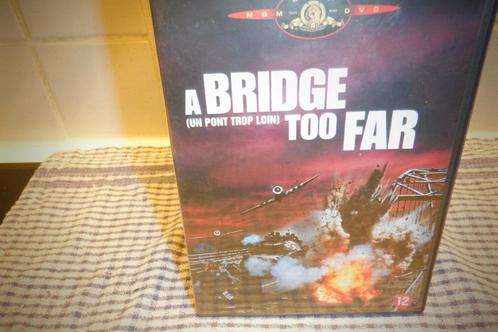 MGM DVD
A BRIDGE
(UN PONT TROP LOIN) TOO FAR
12